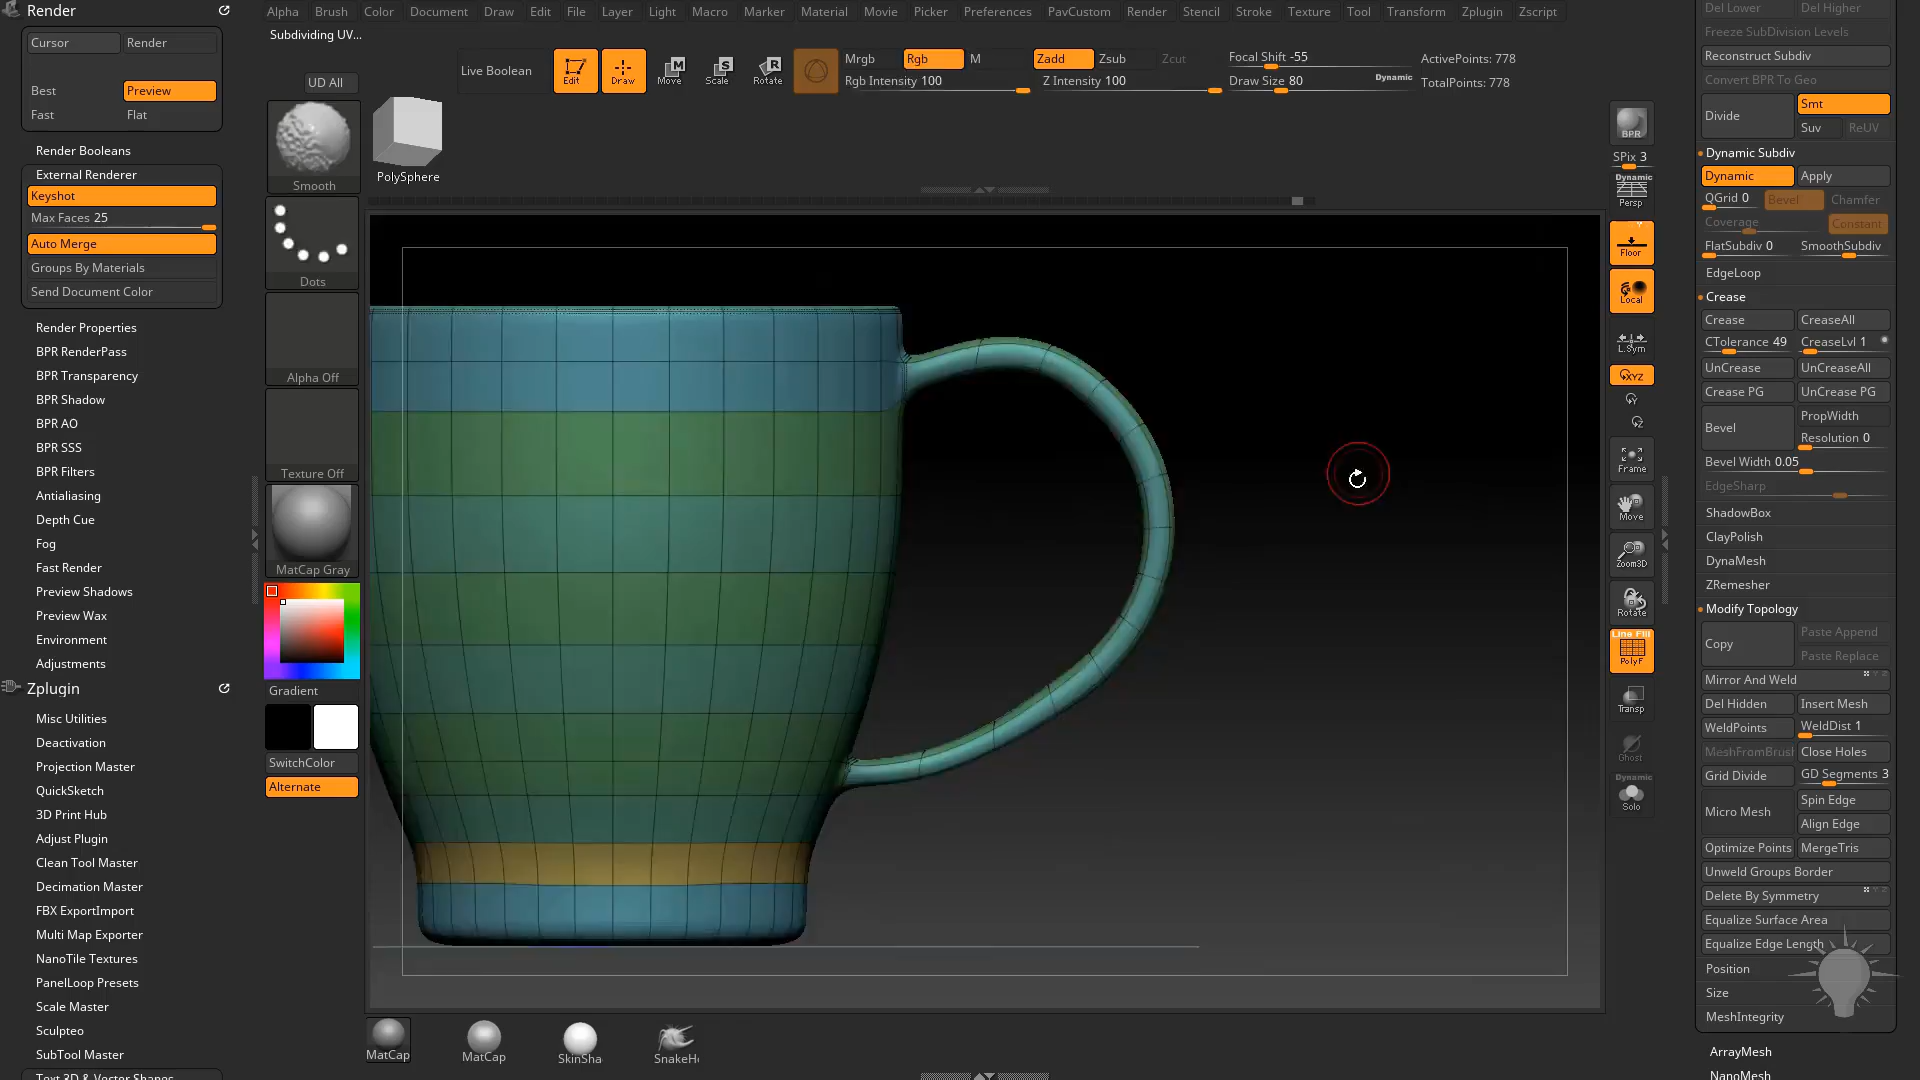 Render
Cursor
Render
Best
Preview
Fast
Flat
Render Booleans
External Renderer
Keyshot
Max Faces 25
Auto Merge
Groups By Materials
Send Document Color
Render Properties
BPR RenderPass
BPR Transparency
BPR Shadow
BPR AO
BPR SSS
BPR Filters
Antialiasing
Depth Cue
Fog
Fast Render
Preview Shadows
Preview Wax
Environment
Adjustments
Zplugin
Misc Utilities
Deactivation
Projection Master
QuickSketch
3D Print Hub
Adjust Plugin
Clean Tool Master
Decimation Master
FBX ExportImport
Multi Map Exporter
NanoTile Textures
PanelLoop Presets
Scale Master
Sculpteo
SubTool Master
Text 3D & Vector Shapes
Alpha Brush Color Document Draw Edit File Layer Light Macro Marker Material Movie Picker Preferences PavCustom Render Stencil Stroke Texture Tool Transform Zplugin Zscript
Subdividing UV...
UD All
Smooth
PolySphere
Dots
Alpha Off
Texture Off
MatCap Gray
Gradient
SwitchColor
Alternate
Live Boolean
Edit
Draw
Move
Scale
Rotate
Mrgb
Rgb
M
Rgb Intensity 100
Zadd
Zsub
Zcut
Z Intensity 100
Focal Shift -55
Draw Size 80
Dynamic
ActivePoints: 778
TotalPoints: 778
MatCap
MatCap
SkinSha
SnakeH
BPR
SPix 3
Dynamic
Persp
Floor
Local
L.Sym
XYZ
Y
Z
Frame
Move
Zoom3D
Rotate
Line Fill
PolyF
Transp
Ghost
Dynamic
Solo
Del Lower
Del Higher
Freeze SubDivision Levels
Reconstruct Subdiv
Convert BPR To Geo
Divide
Smt
Suv
ReUV
Dynamic Subdiv
Dynamic
Apply
QGrid 0
Bevel
Chamfer
Coverage
Constant
FlatSubdiv 0
SmoothSubdiv
EdgeLoop
Crease
Crease
CreaseAll
CTolerance 49
CreaseLvl 1
UnCrease
UnCreaseAll
Crease PG
UnCrease PG
Bevel
PropWidth
Resolution 0
Bevel Width 0.05
EdgeSharp
ShadowBox
ClayPolish
DynaMesh
ZRemesher
Modify Topology
Copy
Paste Append
Paste Replace
Mirror And Weld
Del Hidden
Insert Mesh
WeldPoints
WeldDist 1
MeshFromBrus
Close Holes
Grid Divide
GD Segments 3
Micro Mesh
Spin Edge
Align Edge
Optimize Points
MergeTris
Unweld Groups Border
Delete By Symmetry
Equalize Surface Area
Equalize Edge Length
Position
Size
MeshIntegrity
ArrayMesh
NanoMesh